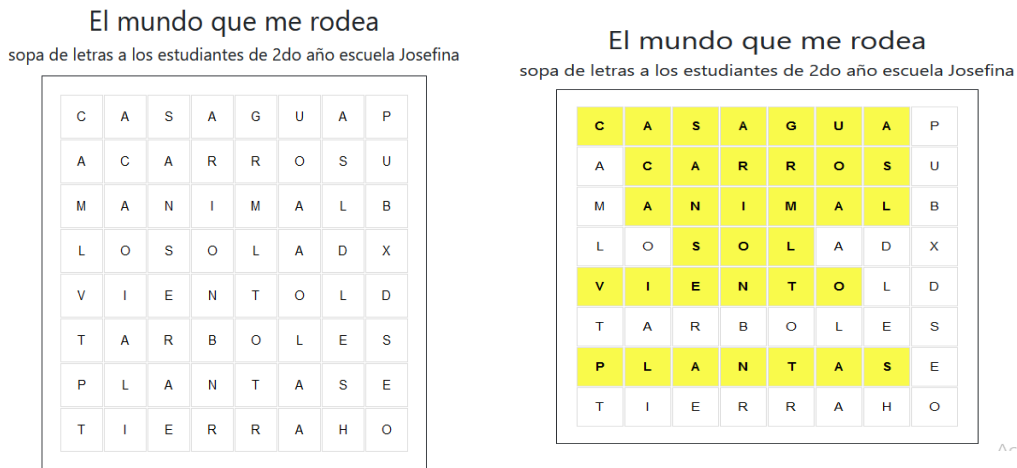 El mundo que me rodea
sopa de letras a los estudiantes de 2do año escuela Josefina
C A S A G U A P
A C A R R O S U
M A N I M A L B
L O S O L A D X
V I E N T O L D
T A R B O L E S
P L A N T A S E
T I E R R A H O
El mundo que me rodea
sopa de letras a los estudiantes de 2do año escuela Josefina
C A S A G U A P
A C A R R O S U
M A N I M A L B
L O S O L A D X
V I E N T O L D
T A R B O L E S
P L A N T A S E
T I E R R A H O